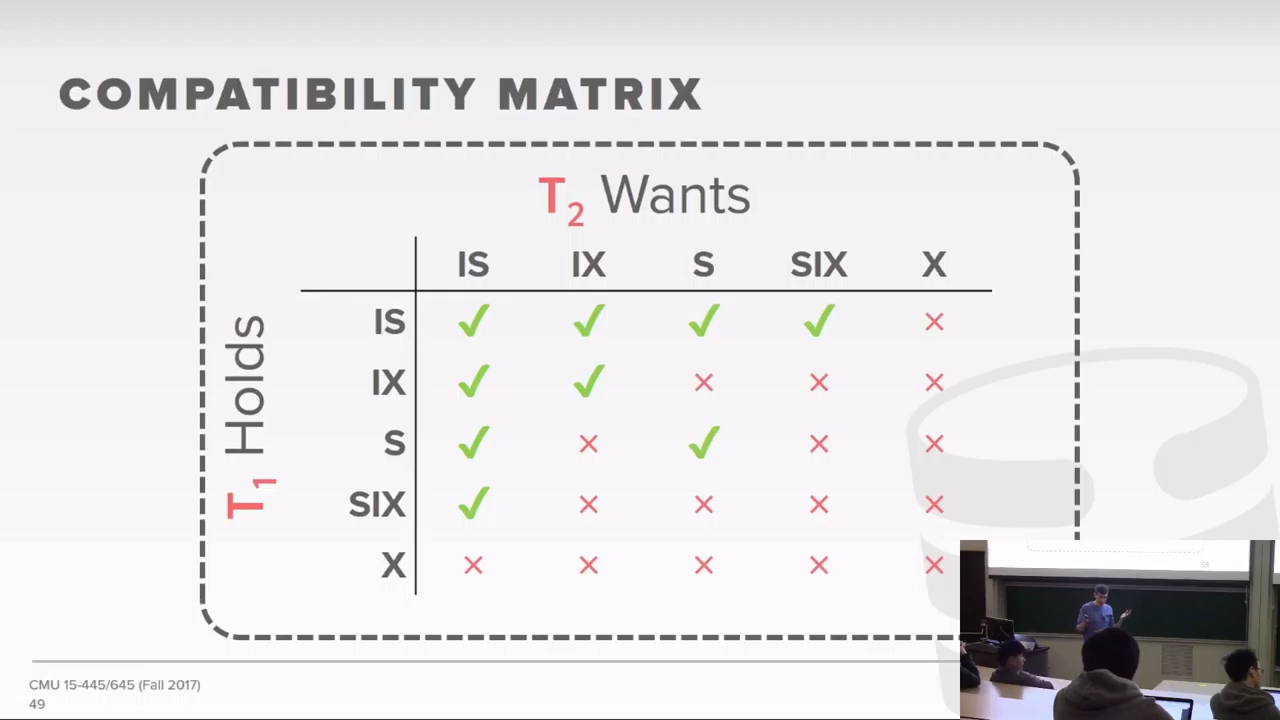 COMPATIBILITY MATRIX
T2 Wants
IS IX S SIX X
T1 Holds
IS ✓ ✓ ✓ ✓ ×
IX ✓ ✓ × × ×
S ✓ × ✓ × ×
SIX ✓ × × × ×
X × × × × ×
CMU 15-445/645 (Fall 2017)
49